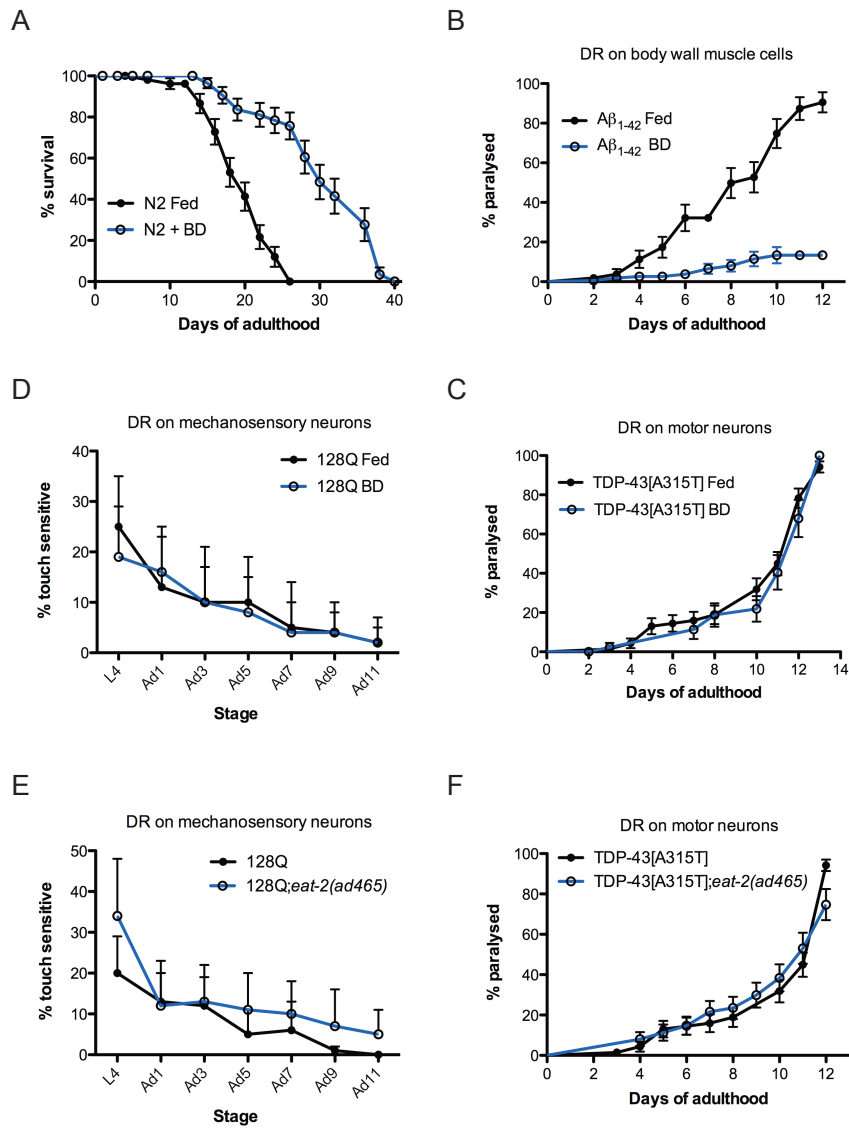 A
% survival
100
80
60
40
20
0
N2 Fed
N2 + BD
0 10 20 30 40
Days of adulthood
B
DR on body wall muscle cells
% paralysed
100
80
60
40
20
0
Aβ1-42 Fed
Aβ1-42 BD
0 2 4 6 8 10 12
Days of adulthood
D
DR on mechanosensory neurons
% touch sensitive
40
30
20
10
0
128Q Fed
128Q BD
L4 Ad1 Ad3 Ad5 Ad7 Ad9 Ad11
Stage
C
DR on motor neurons
% paralysed
100
80
60
40
20
0
TDP-43[A315T] Fed
TDP-43[A315T] BD
0 2 4 6 8 10 12 14
Days of adulthood
E
DR on mechanosensory neurons
% touch sensitive
50
40
30
20
10
0
128Q
128Q;eat-2(ad465)
L4 Ad1 Ad3 Ad5 Ad7 Ad9 Ad11
Stage
F
DR on motor neurons
% paralysed
100
80
60
40
20
0
TDP-43[A315T]
TDP-43[A315T];eat-2(ad465)
0 2 4 6 8 10 12
Days of adulthood